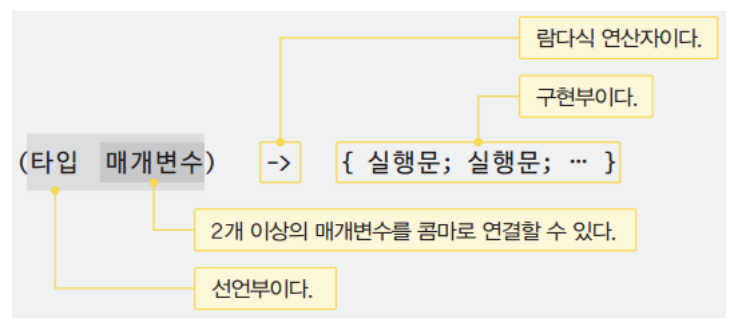 람다식 연산자이다.
구현부이다.
(타입 매개변수) -> { 실행문; 실행문; … }
2개 이상의 매개변수를 콤마로 연결할 수 있다.
선언부이다.